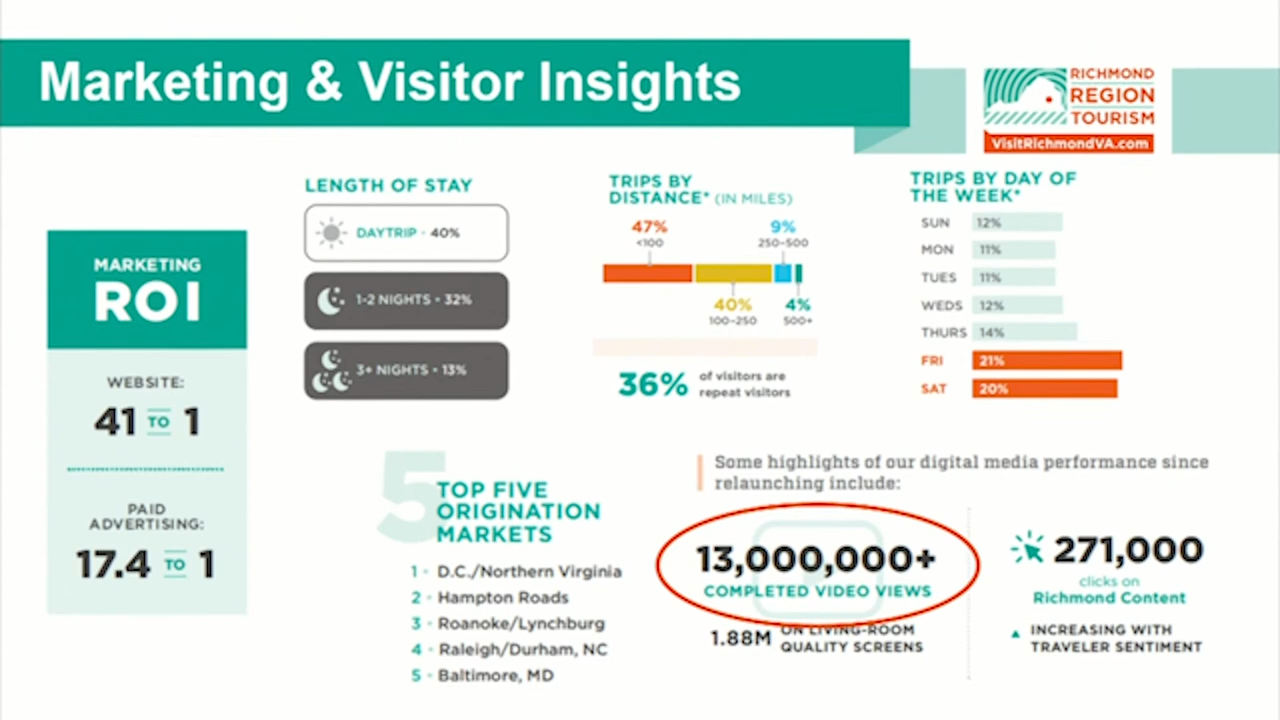 Marketing & Visitor Insights
RICHMOND
REGION
TOURISM
VisitRichmondVA.com
MARKETING
ROI
WEBSITE:
41 TO 1
PAID
ADVERTISING:
17.4 TO 1
LENGTH OF STAY
DAYTRIP • 40%
1-2 NIGHTS • 32%
3+ NIGHTS • 13%
TRIPS BY
DISTANCE* (IN MILES)
47%
<100
9%
250–500
40%
100–250
4%
500+
36% of visitors are
repeat visitors
TRIPS BY DAY OF
THE WEEK*
SUN 12%
MON 11%
TUES 11%
WEDS 12%
THURS 14%
FRI 21%
SAT 20%
5 TOP FIVE
ORIGINATION
MARKETS
1 • D.C./Northern Virginia
2 • Hampton Roads
3 • Roanoke/Lynchburg
4 • Raleigh/Durham, NC
5 • Baltimore, MD
Some highlights of our digital media performance since
relaunching include:
13,000,000+
COMPLETED VIDEO VIEWS
1.88M ON LIVING-ROOM
QUALITY SCREENS
271,000
clicks on
Richmond Content
INCREASING WITH
TRAVELER SENTIMENT